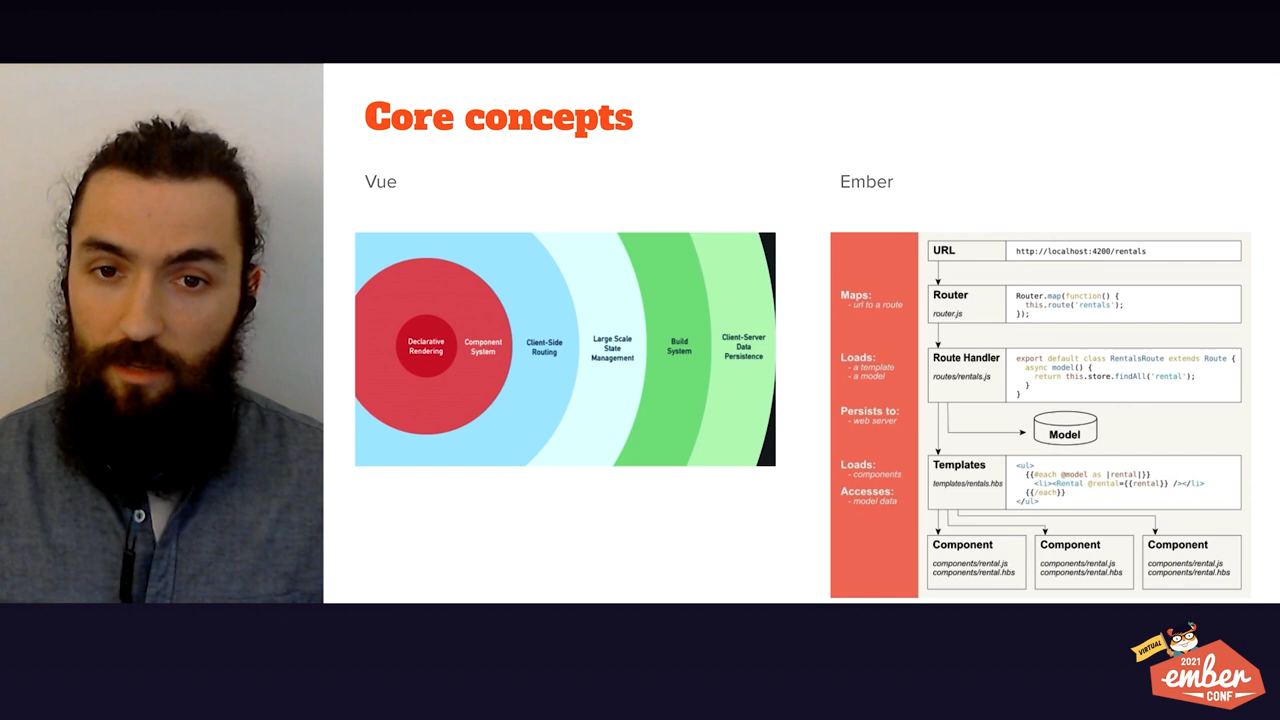 Core concepts
Vue
Ember
Declarative
Rendering
Component
System
Client-Side
Routing
Large Scale
State
Management
Build
System
Client-Server
Data
Persistence
Maps:
- url to a route
Loads:
- a template
- a model
Persists to:
- web server
Loads:
- components
Accesses:
- model data
URL
http://localhost:4200/rentals
Router
router.js
Router.map(function() {
this.route('rentals');
});
Route Handler
routes/rentals.js
export default class RentalsRoute extends Route {
async model() {
return this.store.findAll('rental');
}
}
Model
Templates
templates/rentals.hbs
<ul>
{{#each @model as |rental|}}
<li><Rental @rental={{rental}} /></li>
{{/each}}
</ul>
Component
components/rental.js
components/rental.hbs
Component
components/rental.js
components/rental.hbs
Component
components/rental.js
components/rental.hbs
VIRTUAL
2021
ember
CONF